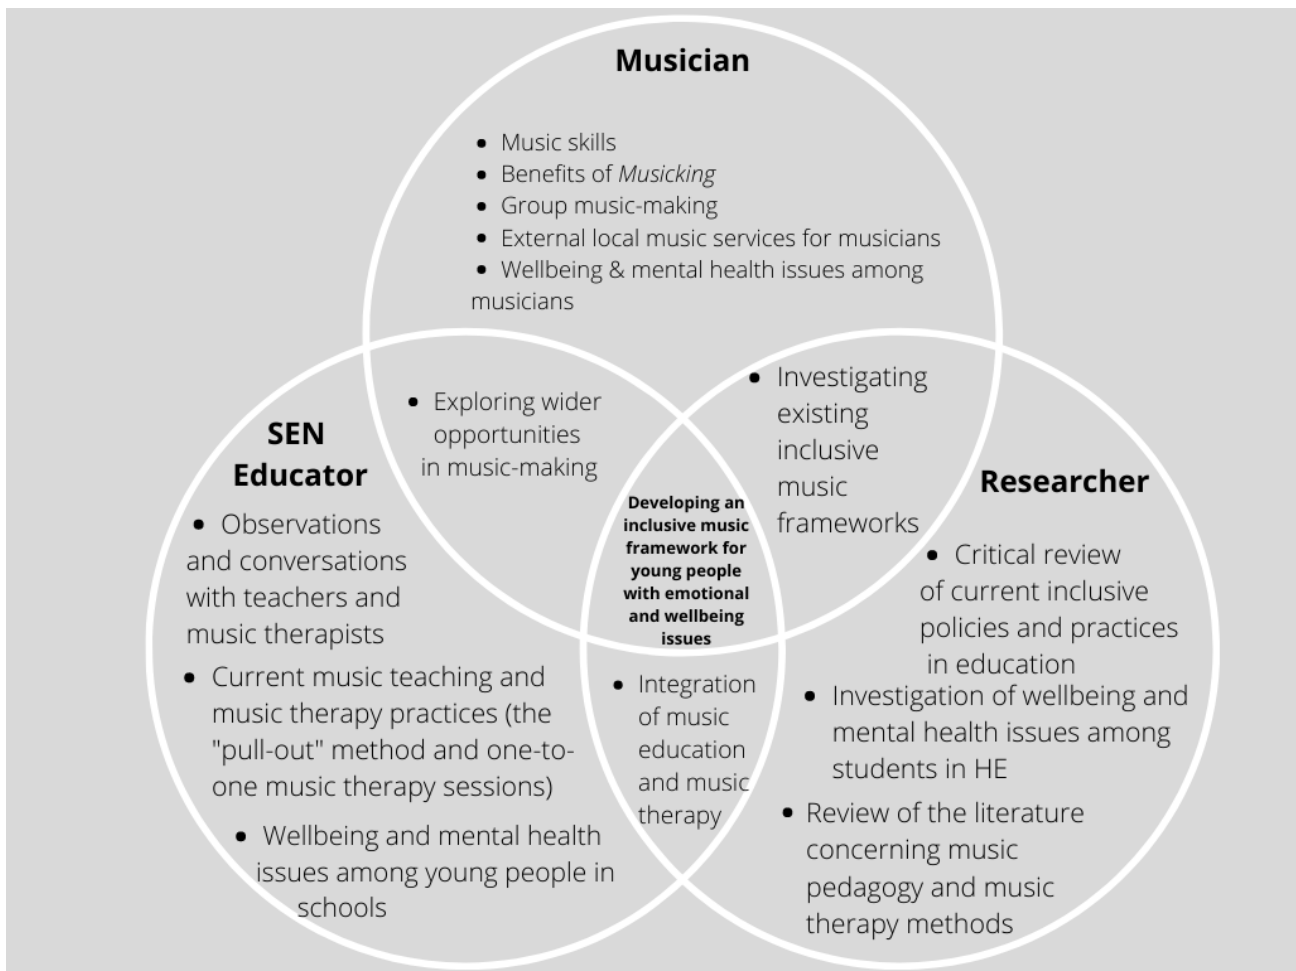 Musician
• Music skills
• Benefits of Musicking
• Group music-making
• External local music services for musicians
• Wellbeing & mental health issues among
musicians
• Exploring wider
opportunities
in music-making
• Investigating
existing
inclusive
music
frameworks
SEN
Educator
• Observations
and conversations
with teachers and
music therapists
• Current music teaching and
music therapy practices (the
"pull-out" method and one-to-
one music therapy sessions)
• Wellbeing and mental health
issues among young people in
schools
Developing an
inclusive music
framework for
young people
with emotional
and wellbeing
issues
• Integration
of music
education
and music
therapy
Researcher
• Critical review
of current inclusive
policies and practices
in education
• Investigation of wellbeing and
mental health issues among
students in HE
• Review of the literature
concerning music
pedagogy and music
therapy methods